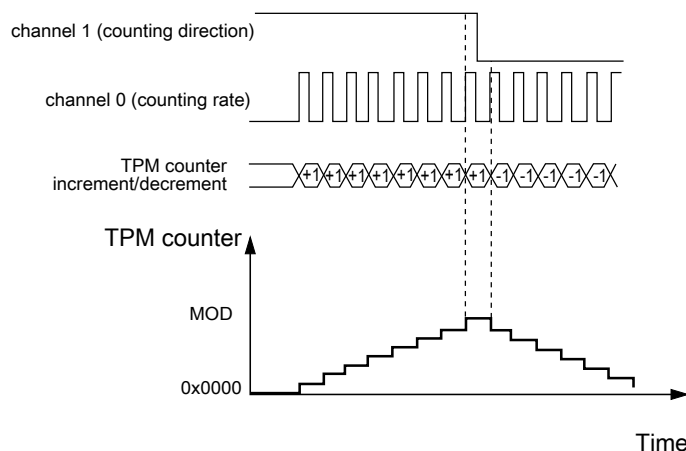 channel 1 (counting direction)
channel 0 (counting rate)
TPM counter
increment/decrement
+1 +1 +1 +1 +1 +1 +1 +1 -1 -1 -1 -1 -1
TPM counter
MOD
0x0000
Time